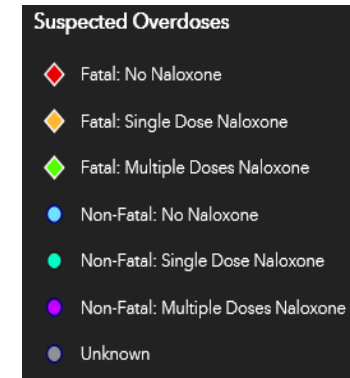 Suspected Overdoses
Fatal: No Naloxone
Fatal: Single Dose Naloxone
Fatal: Multiple Doses Naloxone
Non-Fatal: No Naloxone
Non-Fatal: Single Dose Naloxone
Non-Fatal: Multiple Doses Naloxone
Unknown